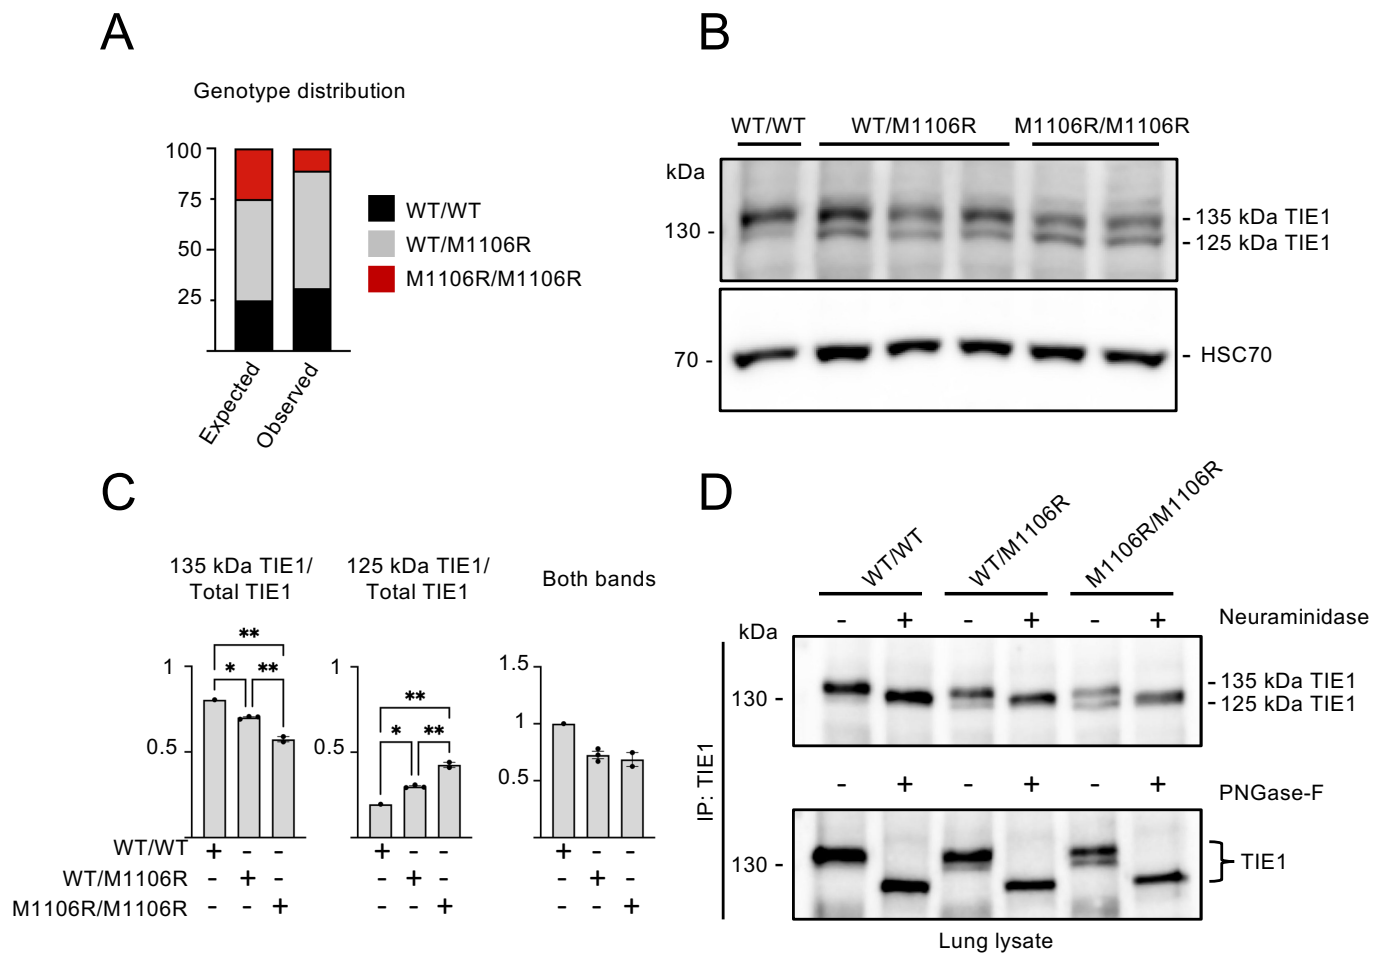 A
Genotype distribution
100
75
50
25
Expected
Observed
WT/WT
WT/M1106R
M1106R/M1106R
B
WT/WT WT/M1106R M1106R/M1106R
kDa
130 -
- 135 kDa TIE1
- 125 kDa TIE1
70 -
- HSC70
C
135 kDa TIE1/
Total TIE1
** 
* **
1
0.5
125 kDa TIE1/
Total TIE1
**
* **
1
0.5
Both bands
1.5
1
0.5
WT/WT + - - + - - + - -
WT/M1106R - + - - + - - + -
M1106R/M1106R - - + - - + - - +
D
WT/WT
WT/M1106R
M1106R/M1106R
- + - + - + Neuraminidase
kDa
130 -
- 135 kDa TIE1
- 125 kDa TIE1
- + - + - + PNGase-F
130 -
TIE1
IP: TIE1
Lung lysate